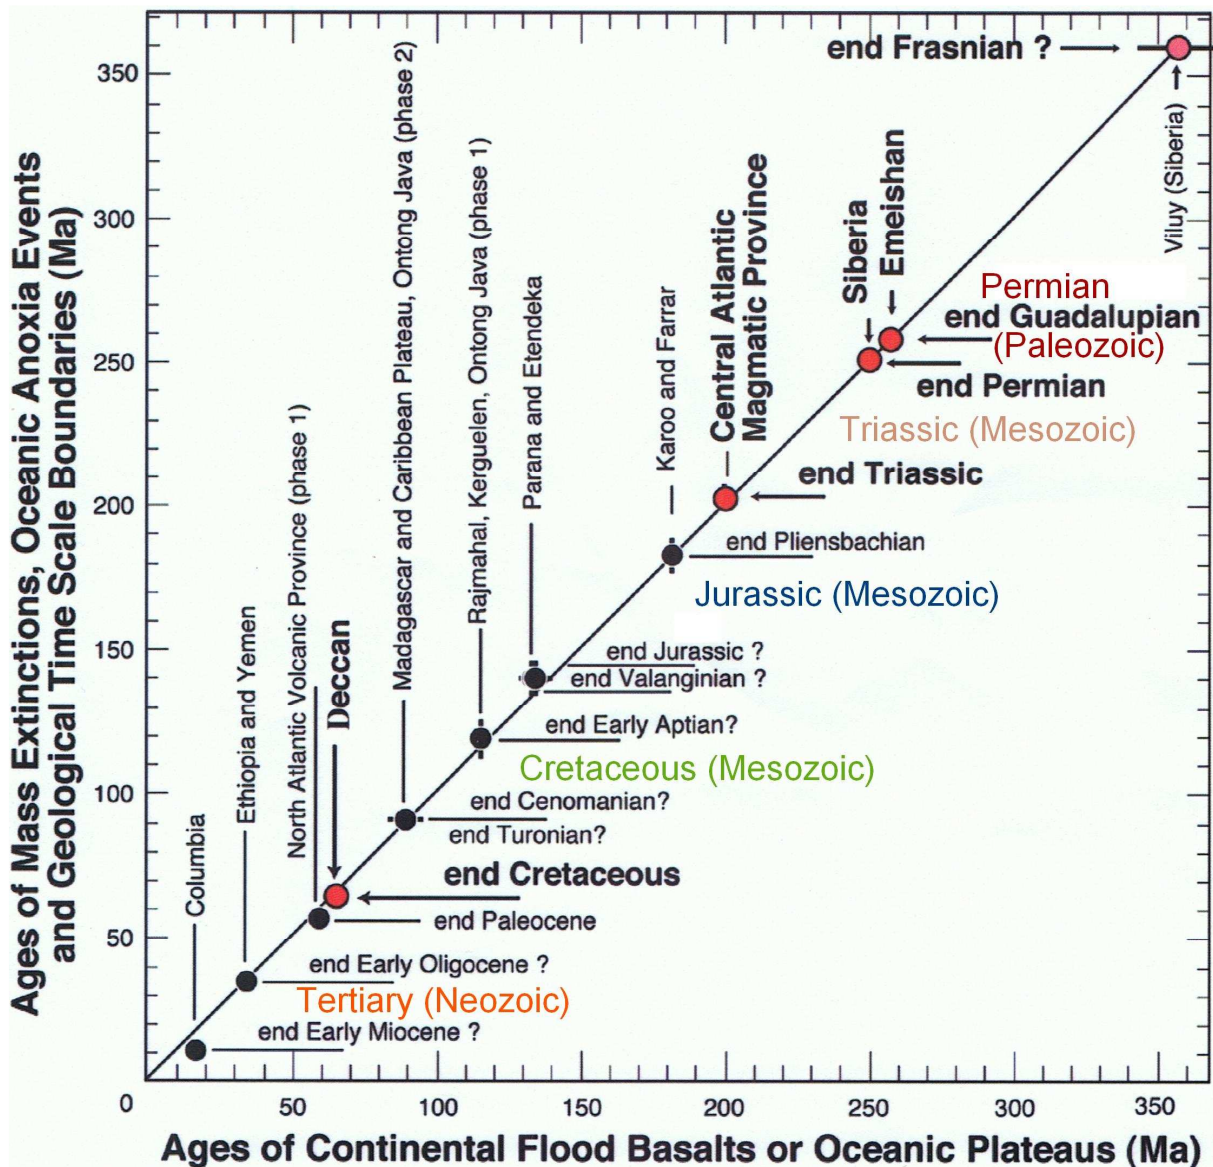 Ages of Mass Extinctions, Oceanic Anoxia Events
and Geological Time Scale Boundaries (Ma)
350
300
250
200
150
100
50
0
50
100
150
200
250
300
350
Ages of Continental Flood Basalts or Oceanic Plateaus (Ma)
end Frasnian ?
Viluy (Siberia)
Emeishan
Siberia
Permian
end Guadalupian
(Paleozoic)
end Permian
Triassic (Mesozoic)
Central Atlantic
Magmatic Province
end Triassic
Karoo and Farrar
end Pliensbachian
Jurassic (Mesozoic)
Parana and Etendeka
end Jurassic ?
end Valanginian ?
Rajmahal, Kerguelen, Ontong Java (phase 1)
end Early Aptian?
Cretaceous (Mesozoic)
Madagascar and Caribbean Plateau, Ontong Java (phase 2)
end Cenomanian?
end Turonian?
Deccan
end Cretaceous
North Atlantic Volcanic Province (phase 1)
end Paleocene
Ethiopia and Yemen
end Early Oligocene ?
Tertiary (Neozoic)
Columbia
end Early Miocene ?